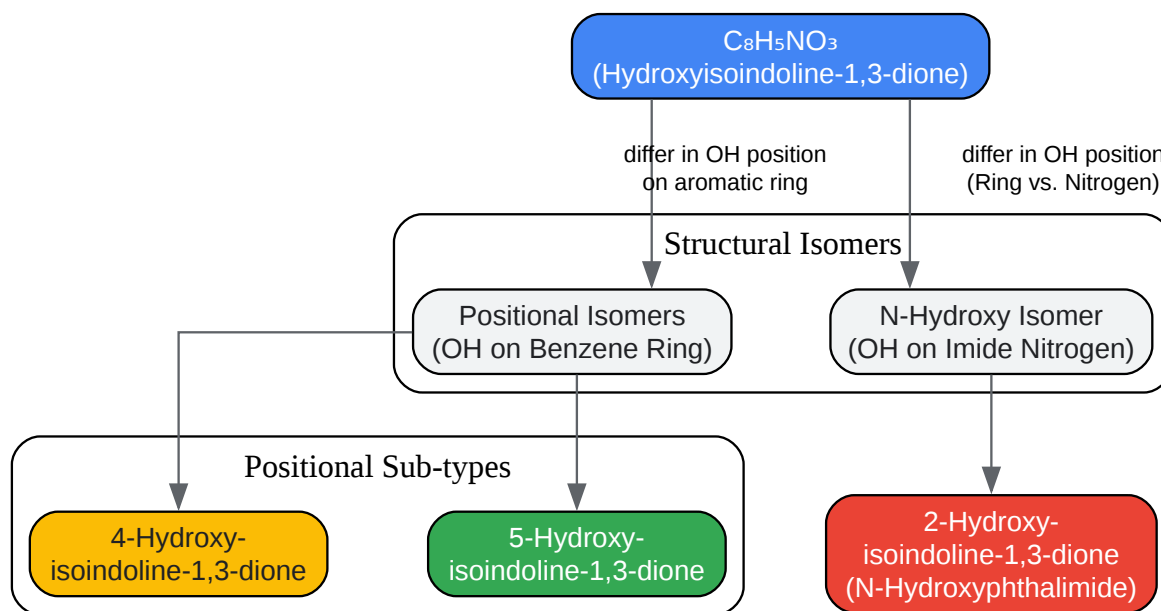 C₈H₅NO₃
(Hydroxyisoindoline-1,3-dione)
differ in OH position
on aromatic ring
differ in OH position
(Ring vs. Nitrogen)
Structural Isomers
Positional Isomers
(OH on Benzene Ring)
N-Hydroxy Isomer
(OH on Imide Nitrogen)
Positional Sub-types
4-Hydroxy-
isoindoline-1,3-dione
5-Hydroxy-
isoindoline-1,3-dione
2-Hydroxy-
isoindoline-1,3-dione
(N-Hydroxyphthalimide)